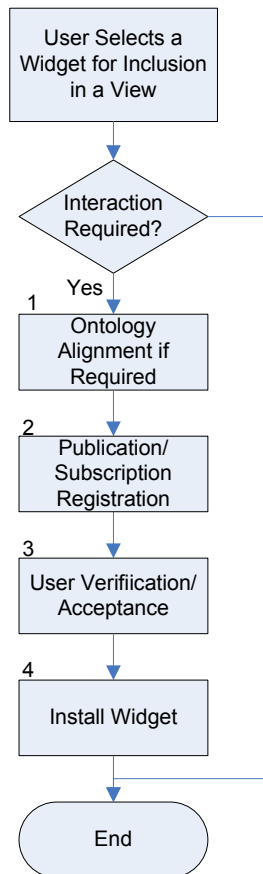 User Selects a
Widget for Inclusion
in a View
Interaction
Required?
Yes
1
Ontology
Alignment if
Required
2
Publication/
Subscription
Registration
3
User Verifiication/
Acceptance
4
Install Widget
End